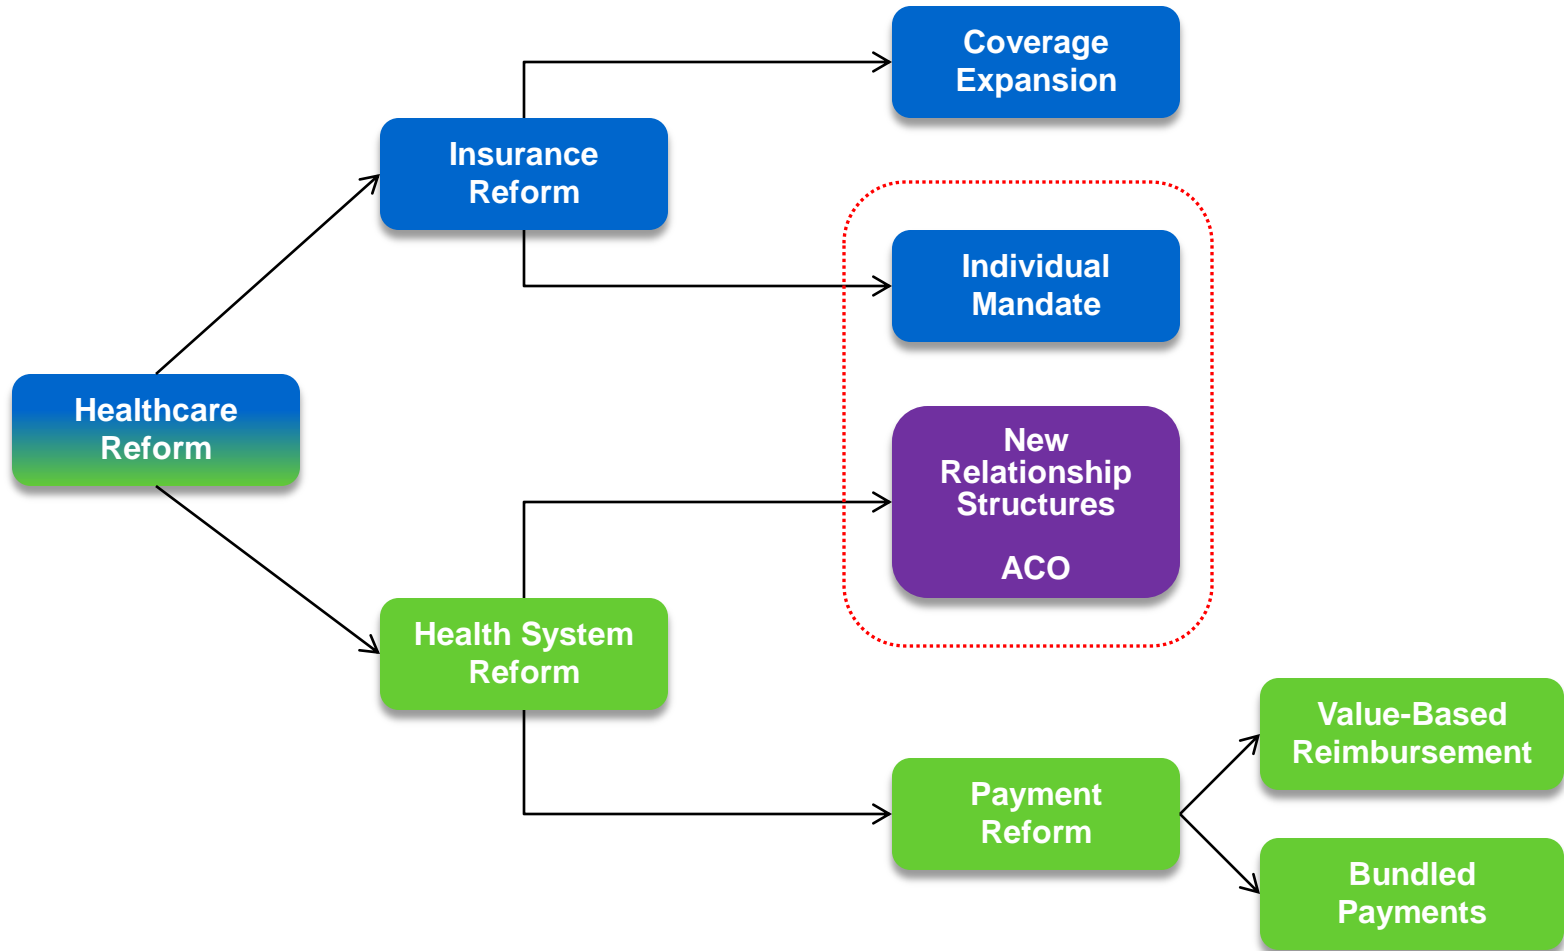 Coverage
Expansion
Insurance
Reform
Individual
Mandate
Healthcare
Reform
New
Relationship
Structures
ACO
Health System
Reform
Value-Based
Reimbursement
Payment
Reform
Bundled
Payments